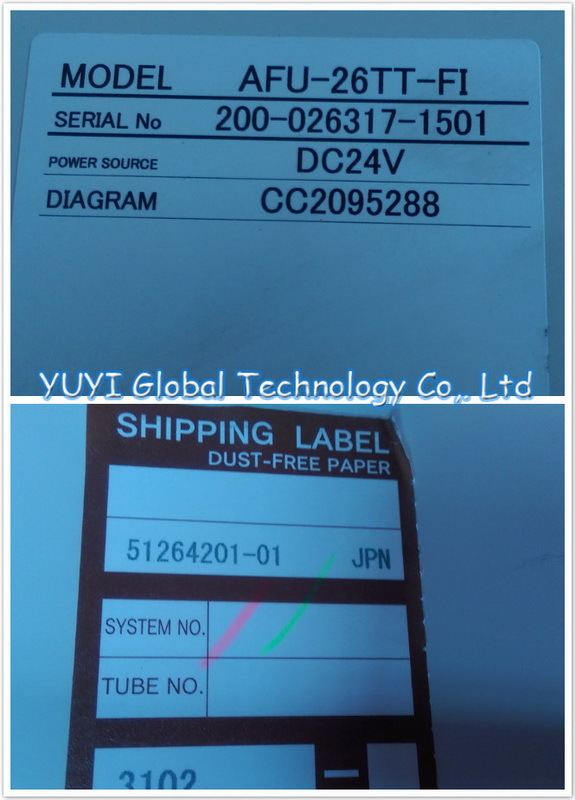 MODEL AFU-26TT-FI
SERIAL No 200-026317-1501
POWER SOURCE DC24V
DIAGRAM CC2095288
YUYI Global Technology Co,. Ltd
SHIPPING LABEL
DUST-FREE PAPER
51264201-01 JPN
SYSTEM NO.
TUBE NO.
3102